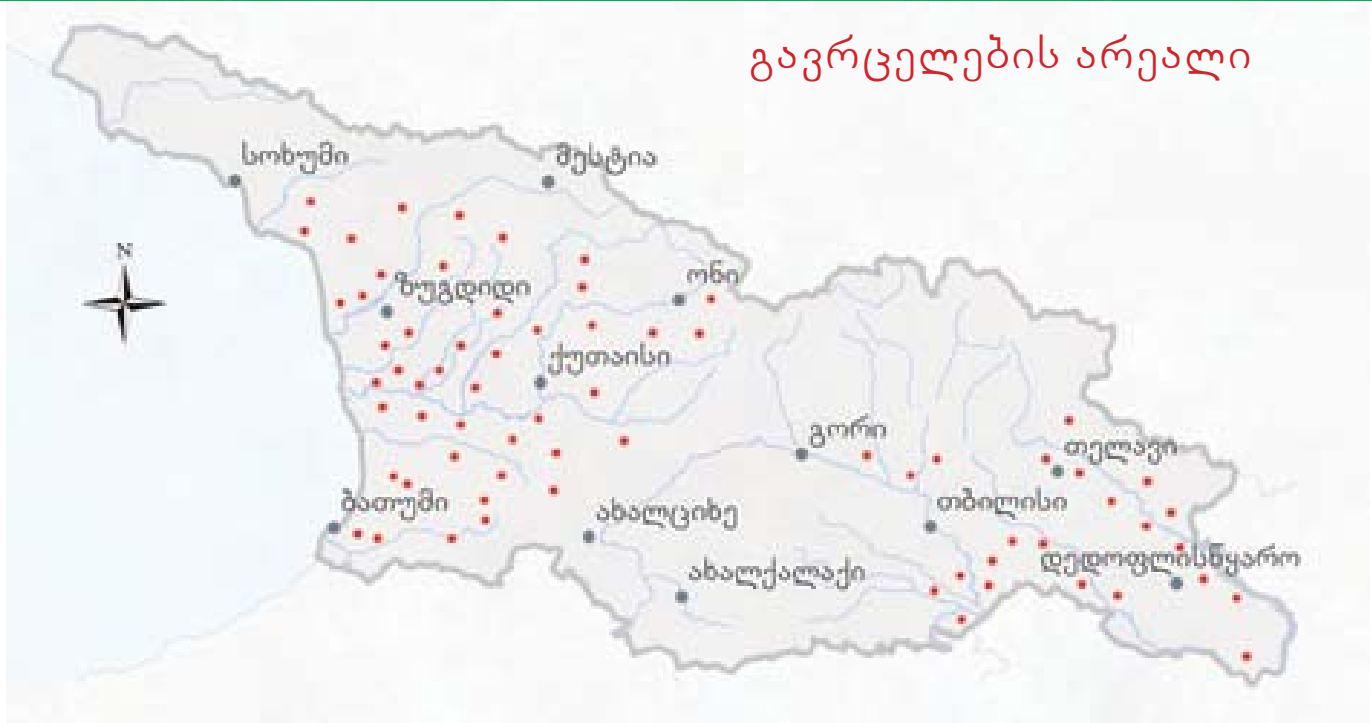 გავრცელების არეალი
სოხუმი
მესტია
N
ონი
ზუგდიდი
ქუთაისი
გორი
თელავი
ბათუმი
ახალციხე
თბილისი
დედოფლისწყარო
ახალქალაქი